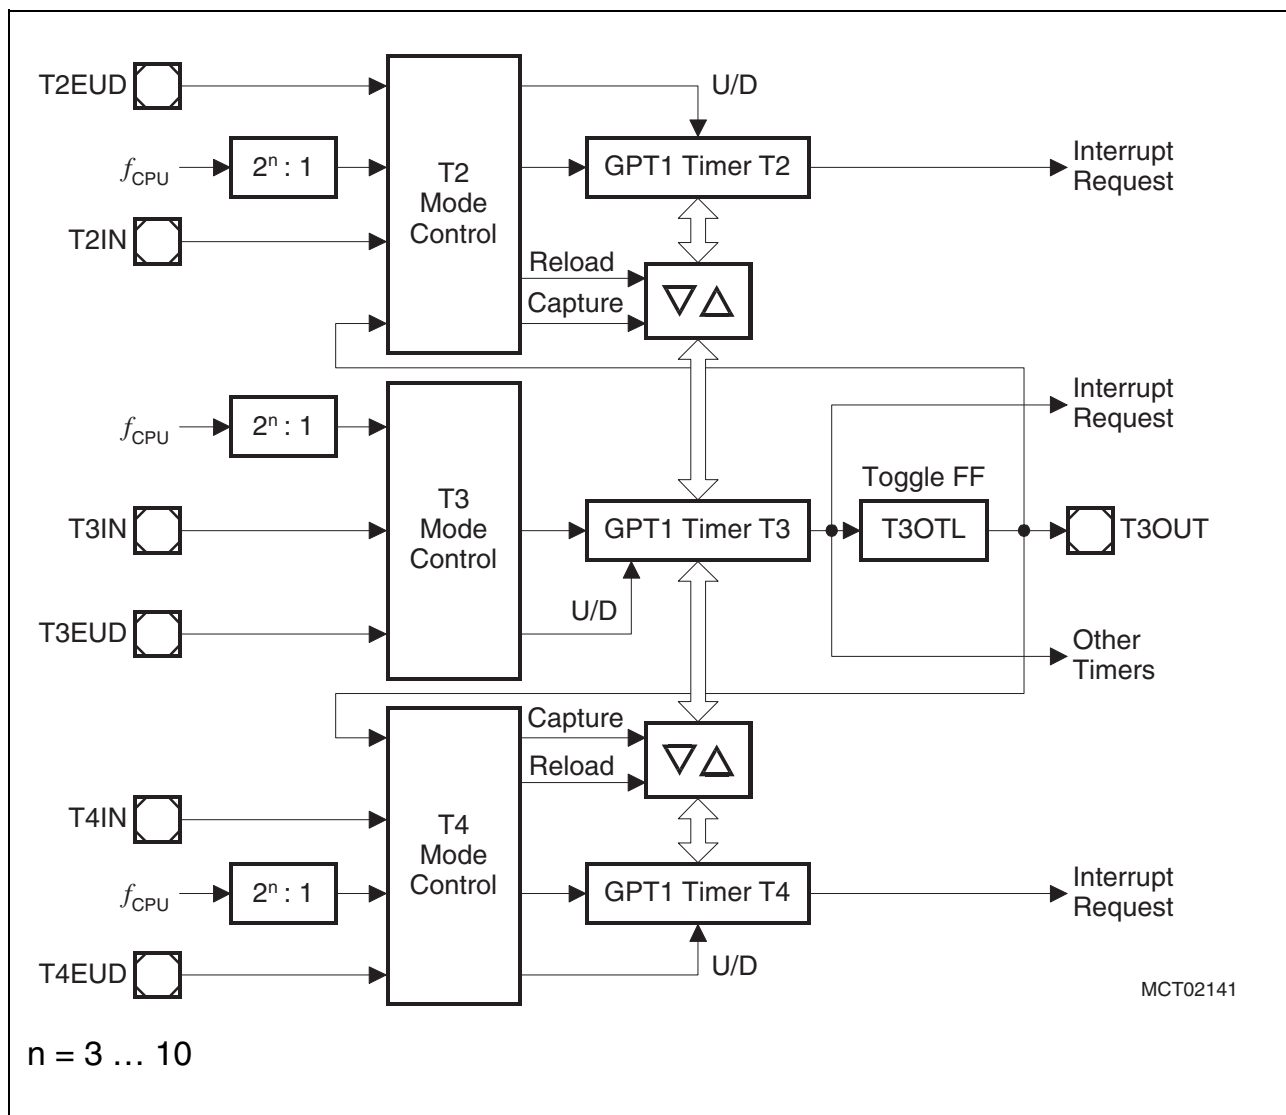 T2EUD
U/D
fCPU
2ⁿ : 1
T2
Mode
Control
GPT1 Timer T2
Interrupt
Request
T2IN
Reload
Capture
fCPU
2ⁿ : 1
Interrupt
Request
T3
Mode
Control
Toggle FF
T3IN
GPT1 Timer T3
T3OTL
T3OUT
U/D
T3EUD
Other
Timers
Capture
Reload
T4IN
T4
Mode
Control
fCPU
2ⁿ : 1
GPT1 Timer T4
Interrupt
Request
T4EUD
U/D
MCT02141
n = 3 … 10